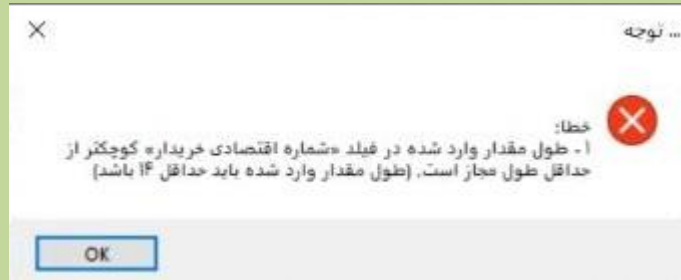 توجه ...
خطا:
۱ - طول مقدار وارد شده در فیلد «شماره اقتصادی خریدار» کوچکتر از
حداقل طول مجاز است. (طول مقدار وارد شده باید حداقل ۱۴ باشد)
OK